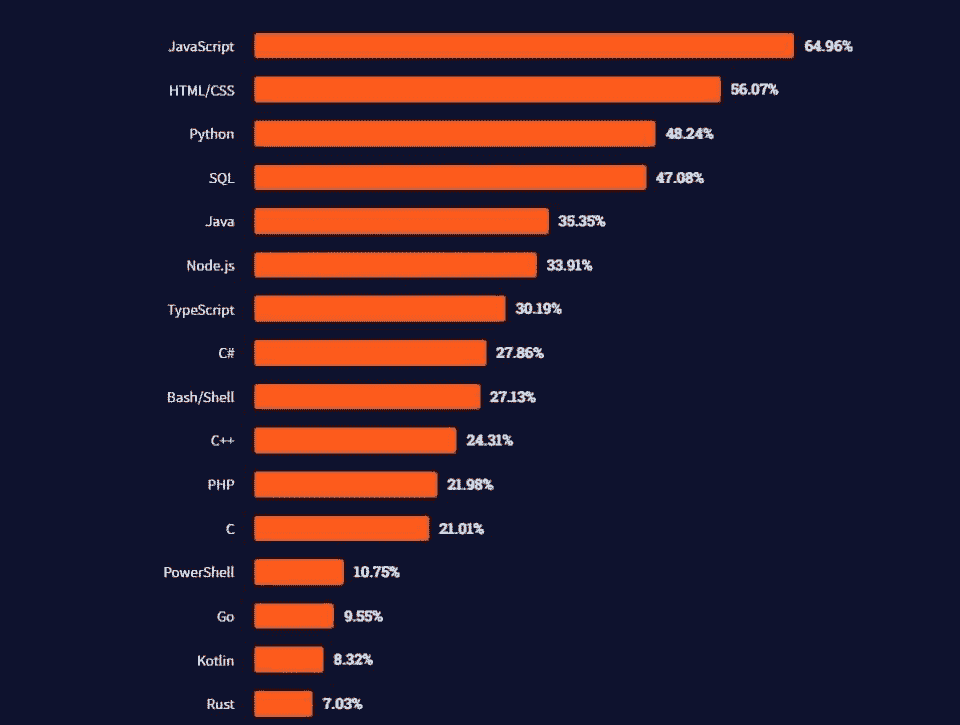 JavaScript 64.96%
HTML/CSS 56.07%
Python 48.24%
SQL 47.08%
Java 35.35%
Node.js 33.91%
TypeScript 30.19%
C# 27.86%
Bash/Shell 27.13%
C++ 24.31%
PHP 21.98%
C 21.01%
PowerShell 10.75%
Go 9.55%
Kotlin 8.32%
Rust 7.03%